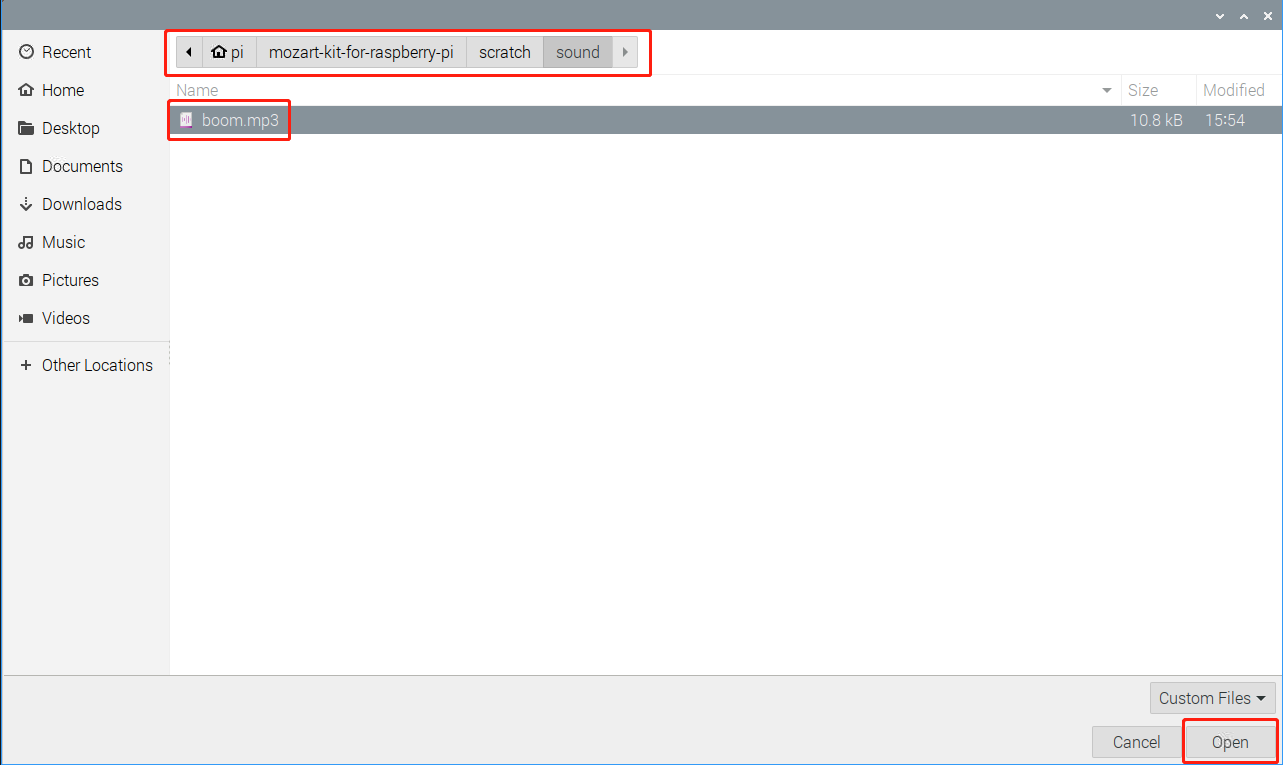 Recent
Home
Desktop
Documents
Downloads
Music
Pictures
Videos
Other Locations
pi mozart-kit-for-raspberry-pi scratch sound
Name Size Modified
boom.mp3 10.8 kB 15:54
Custom Files
Cancel Open